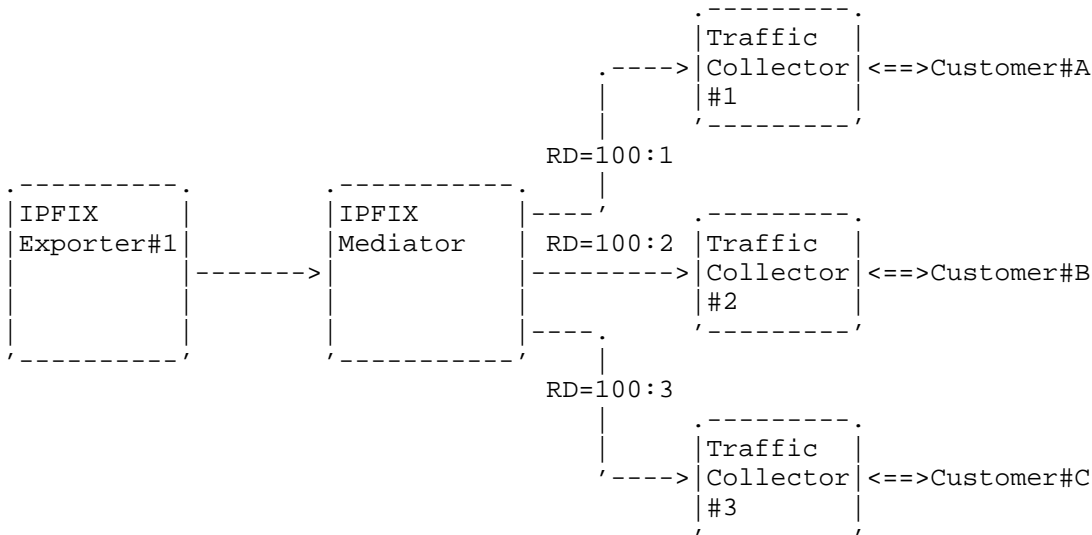 Traffic
Collector <==>Customer#A
#1
RD=100:1
IPFIX IPFIX
Exporter#1 Mediator RD=100:2 Traffic
Collector <==>Customer#B
#2
RD=100:3
Traffic
Collector <==>Customer#C
#3